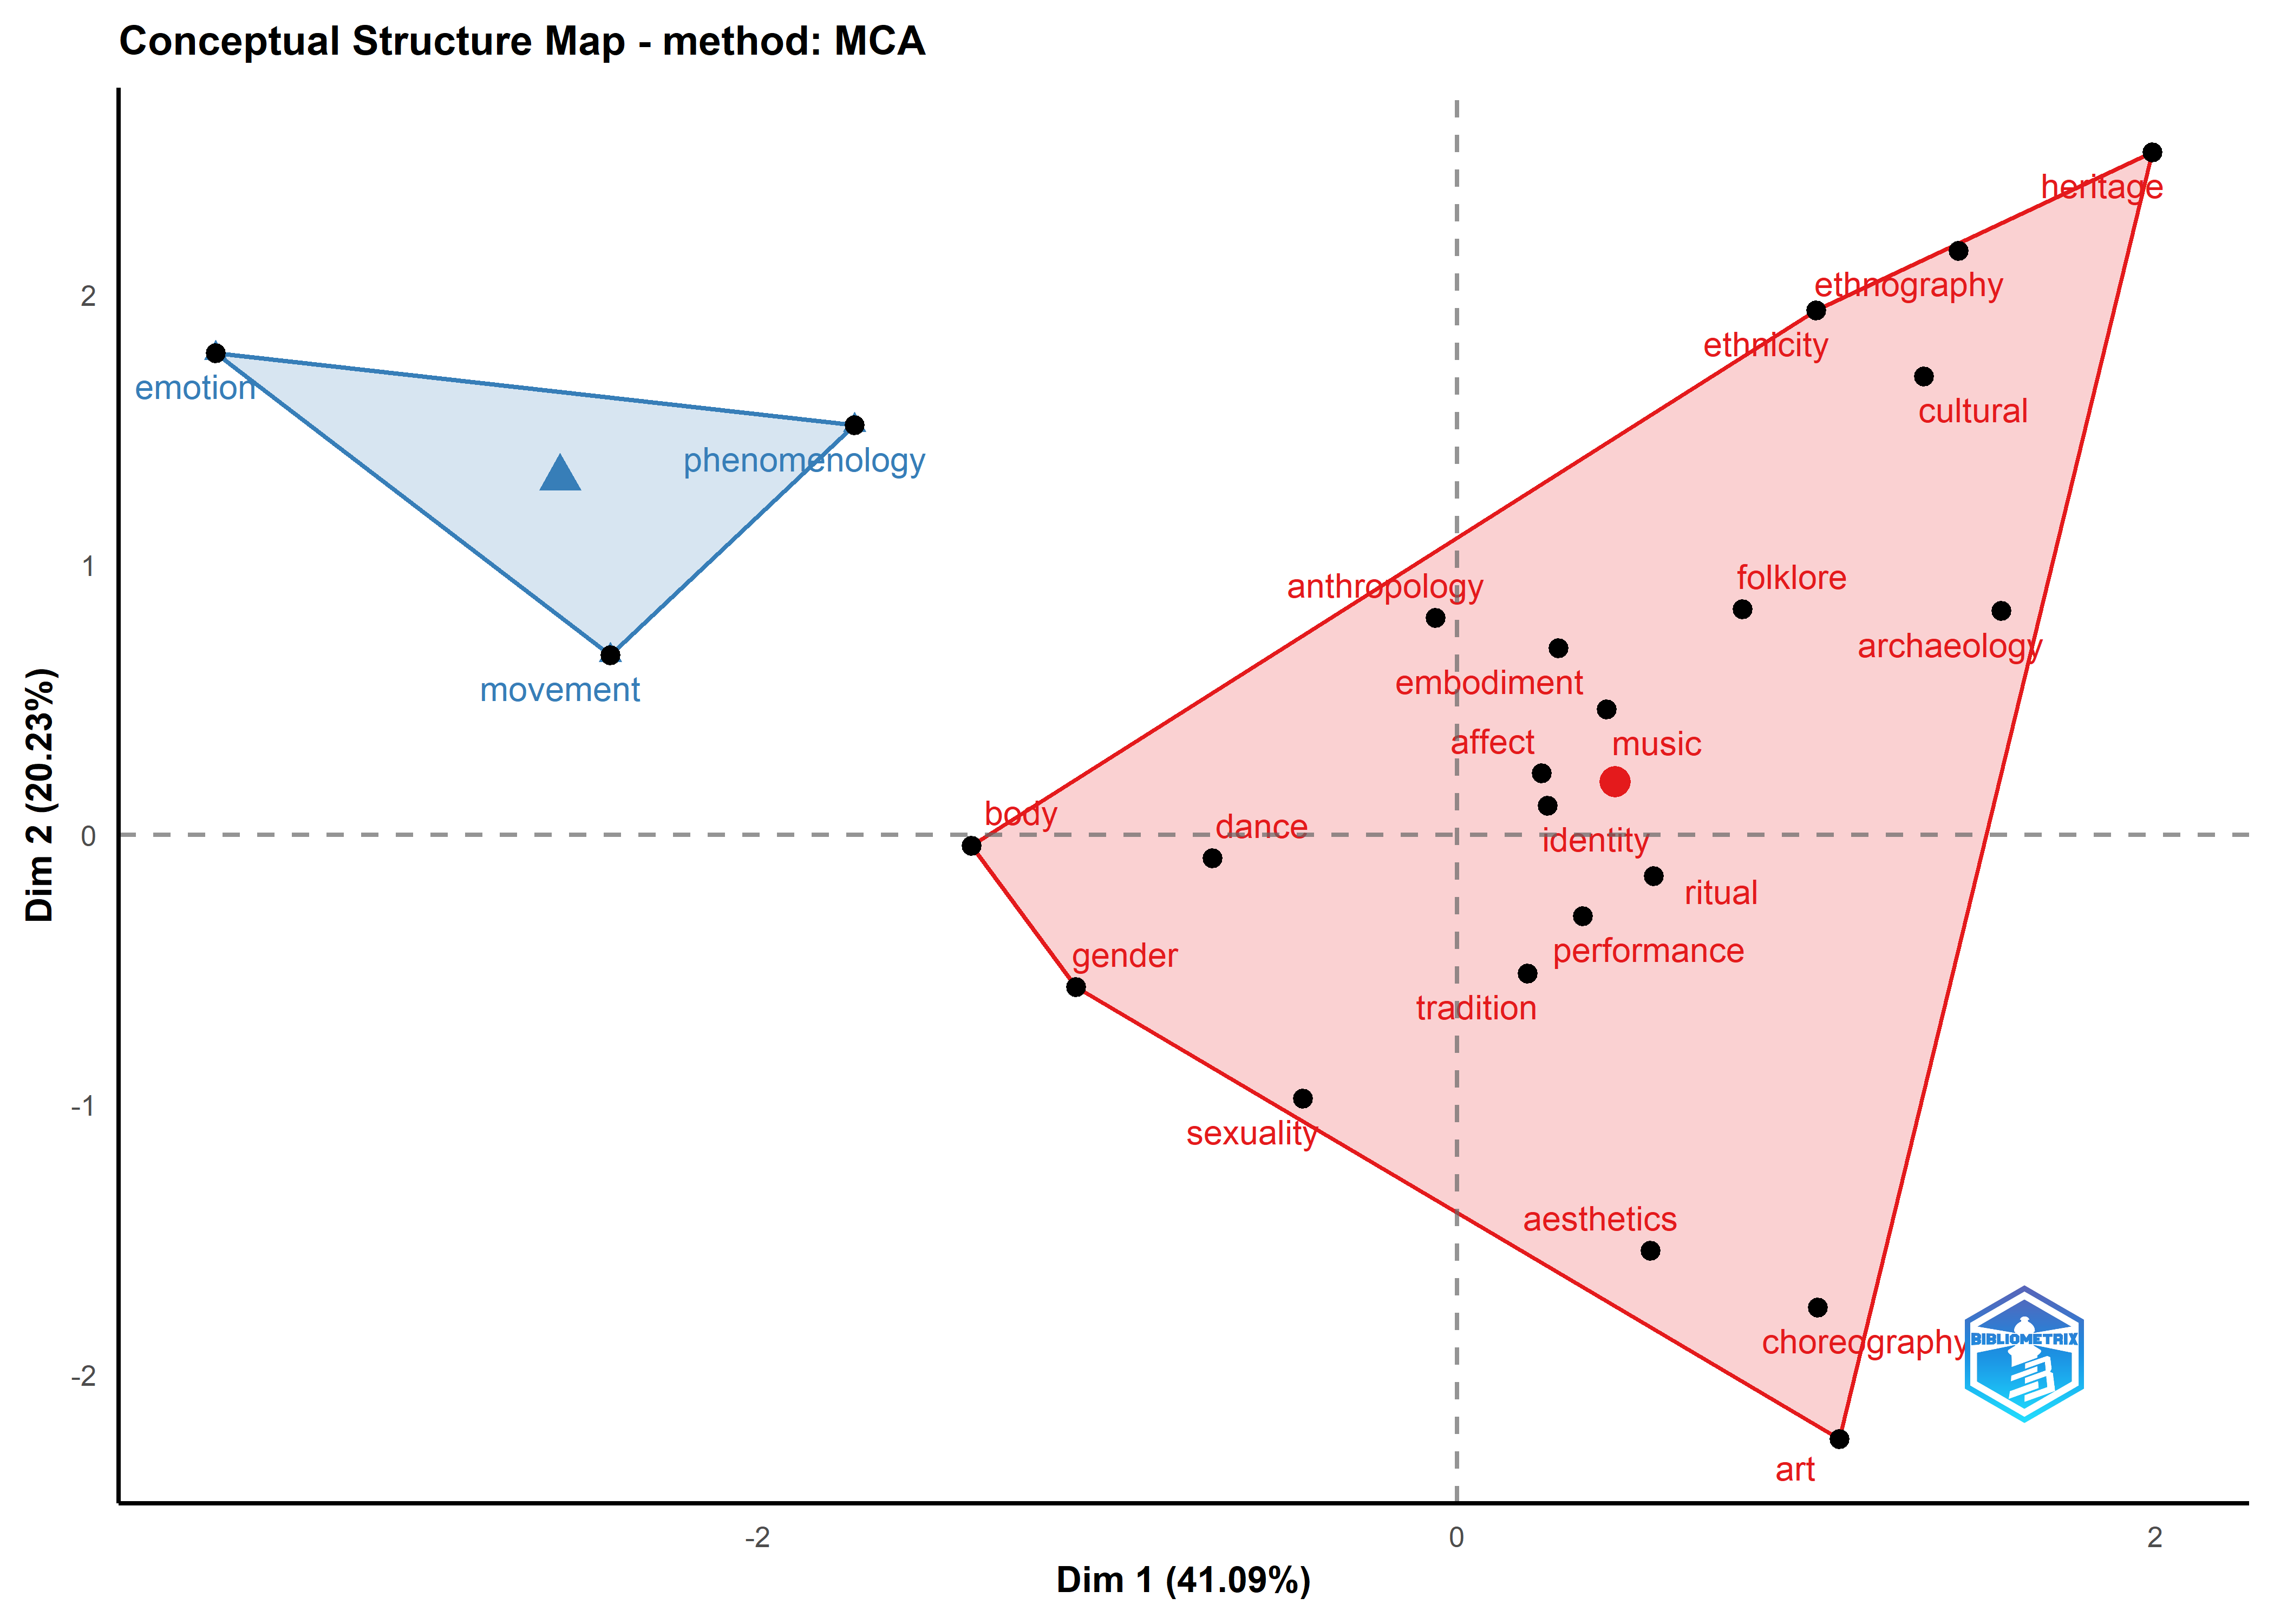 Conceptual Structure Map - method: MCA
heritage
ethnography
2
ethnicity
emotion
cultural
phenomenology
1
anthropology
folklore
archaeology
embodiment
movement
affect
music
body
dance
0
identity
ritual
gender
performance
tradition
-1
sexuality
aesthetics
choreography
BIBLIOMETRIX
-2
art
-2
0
2
Dim 1 (41.09%)
Dim 2 (20.23%)